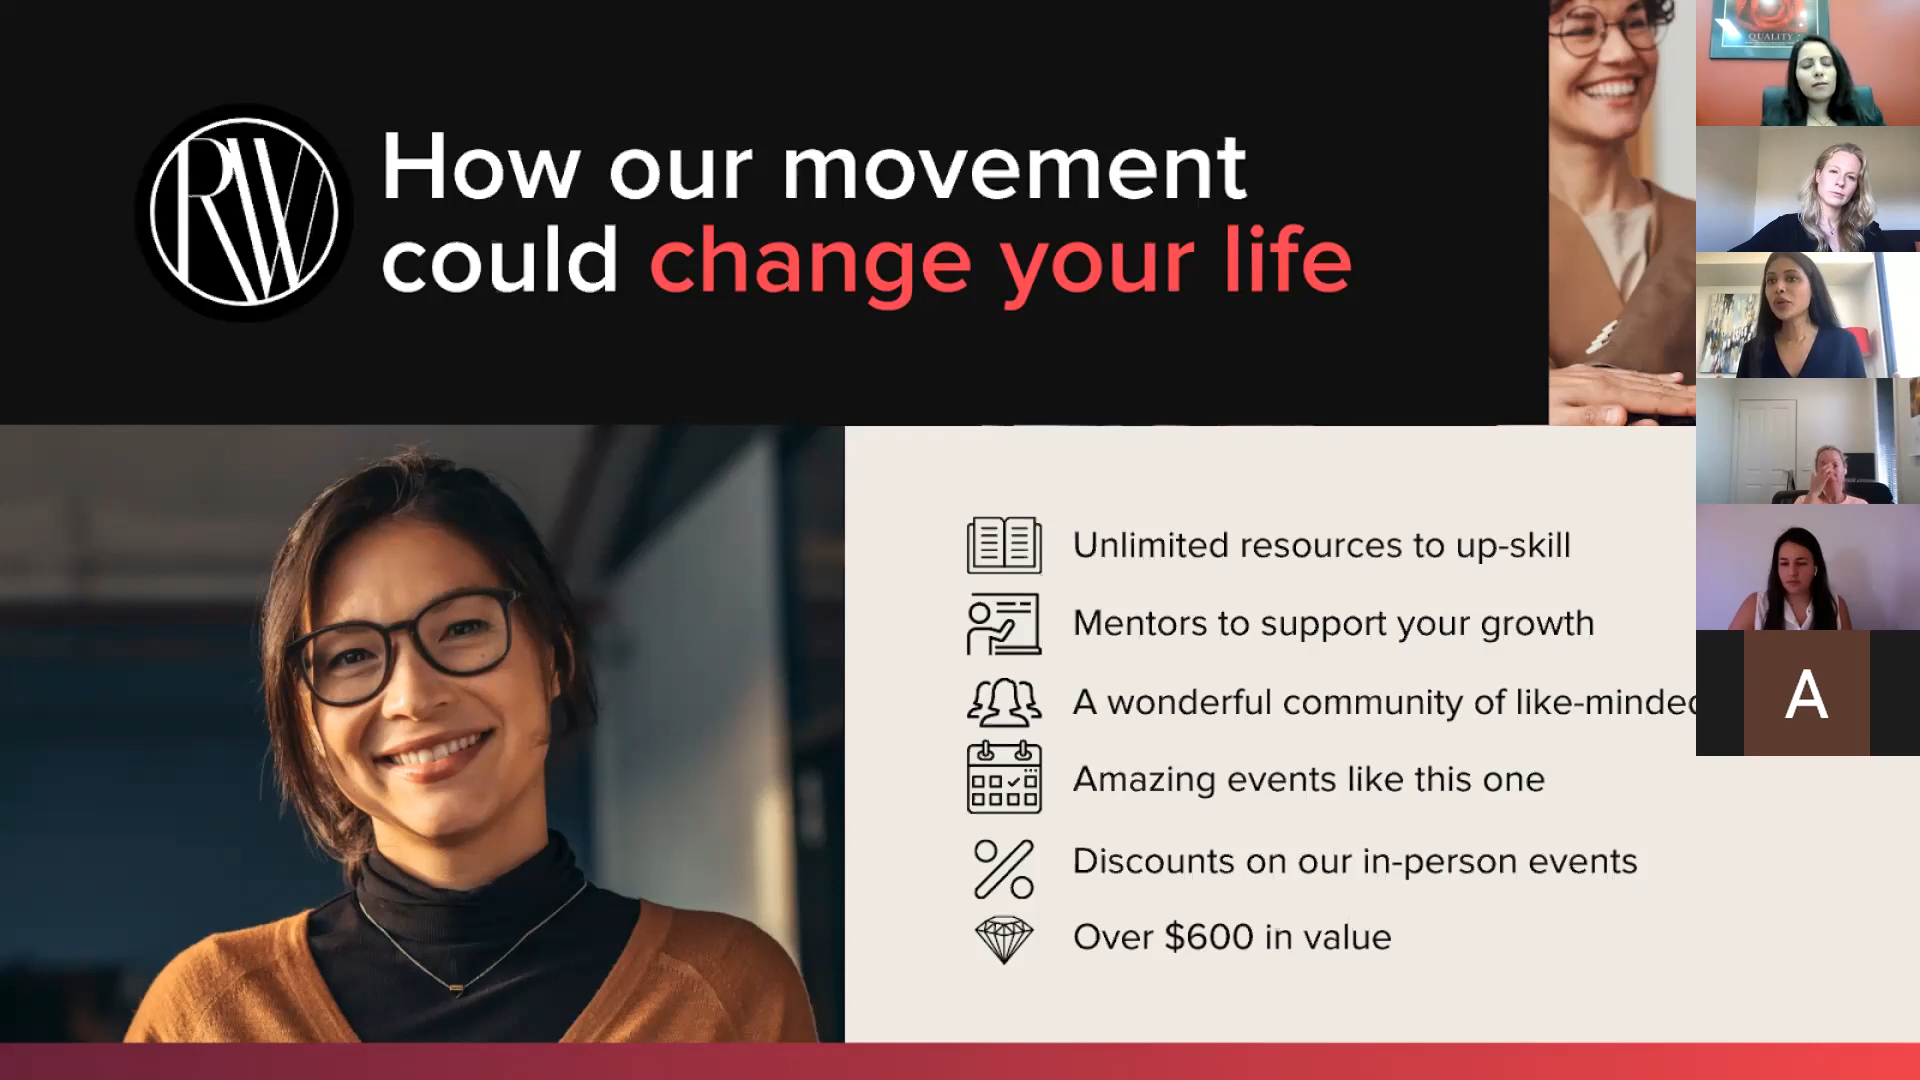 RW
How our movement
could change your life
QUALITY
Unlimited resources to up-skill
Mentors to support your growth
A wonderful community of like-minded
Amazing events like this one
Discounts on our in-person events
Over $600 in value
A